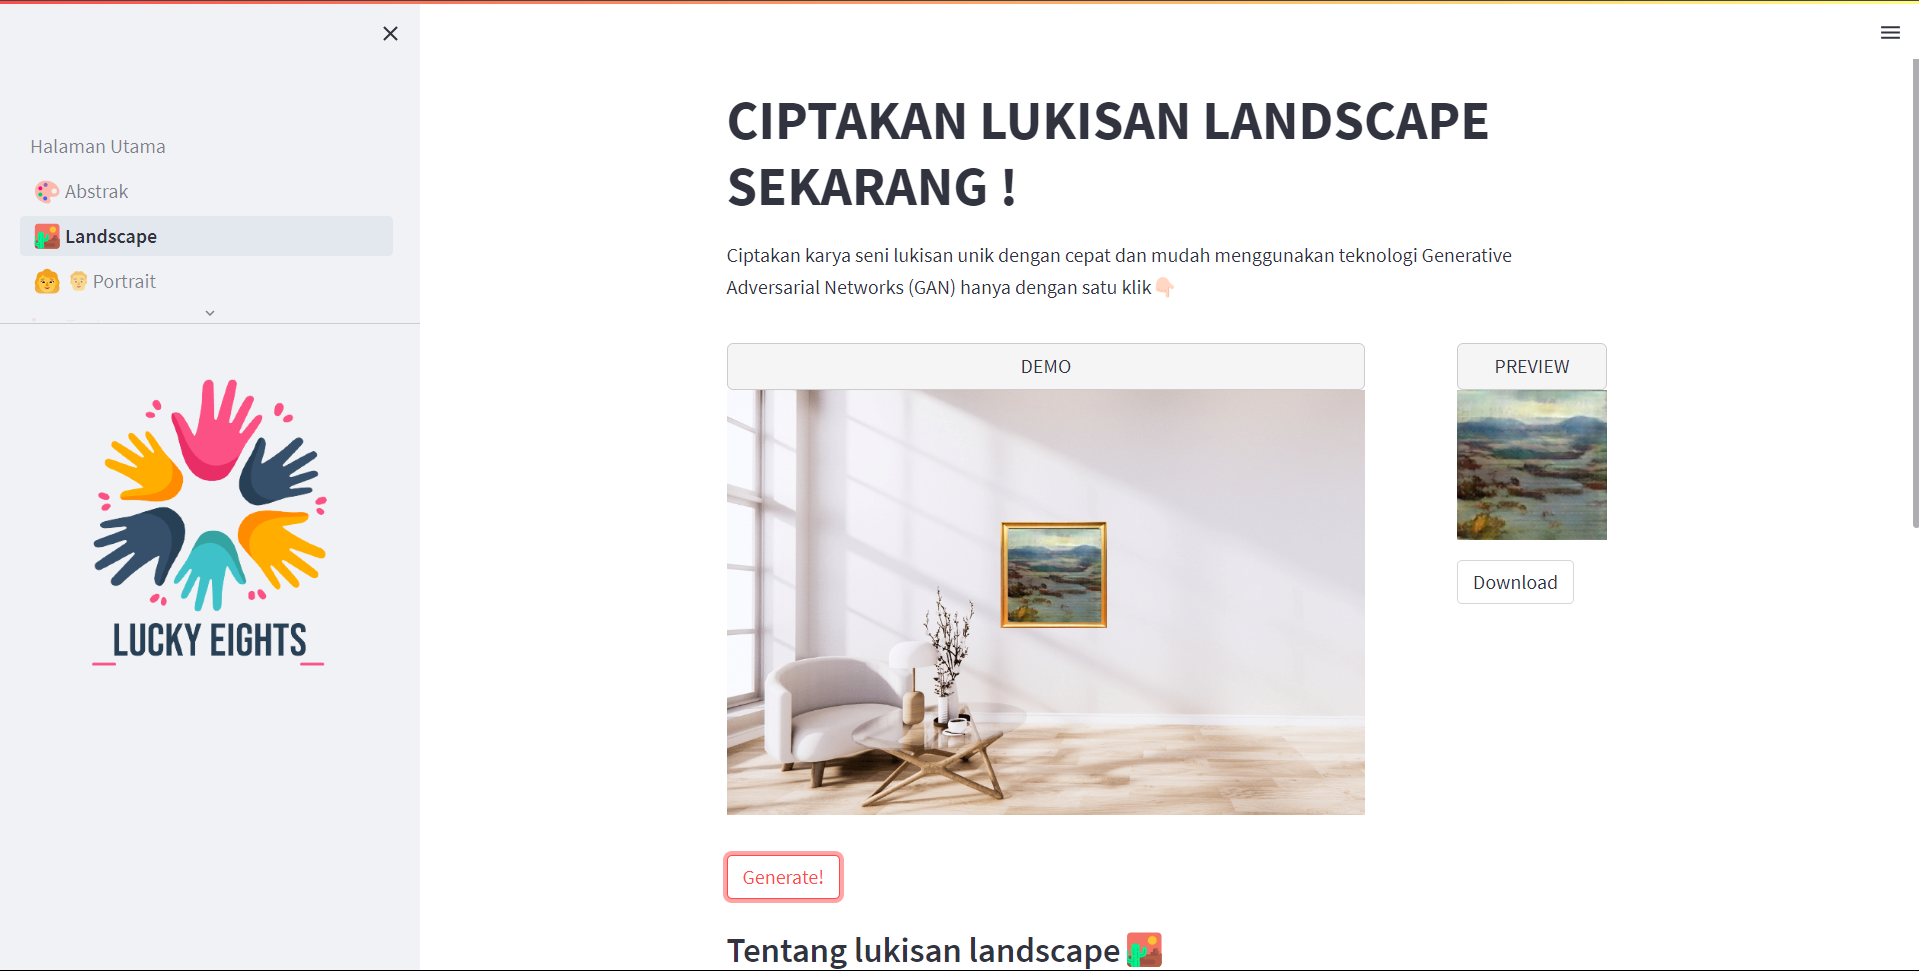 Halaman Utama
Abstrak
Landscape
Portrait
LUCKY EIGHTS
CIPTAKAN LUKISAN LANDSCAPE
SEKARANG !
Ciptakan karya seni lukisan unik dengan cepat dan mudah menggunakan teknologi Generative
Adversarial Networks (GAN) hanya dengan satu klik👇🏻
DEMO
PREVIEW
Download
Generate!
Tentang lukisan landscape